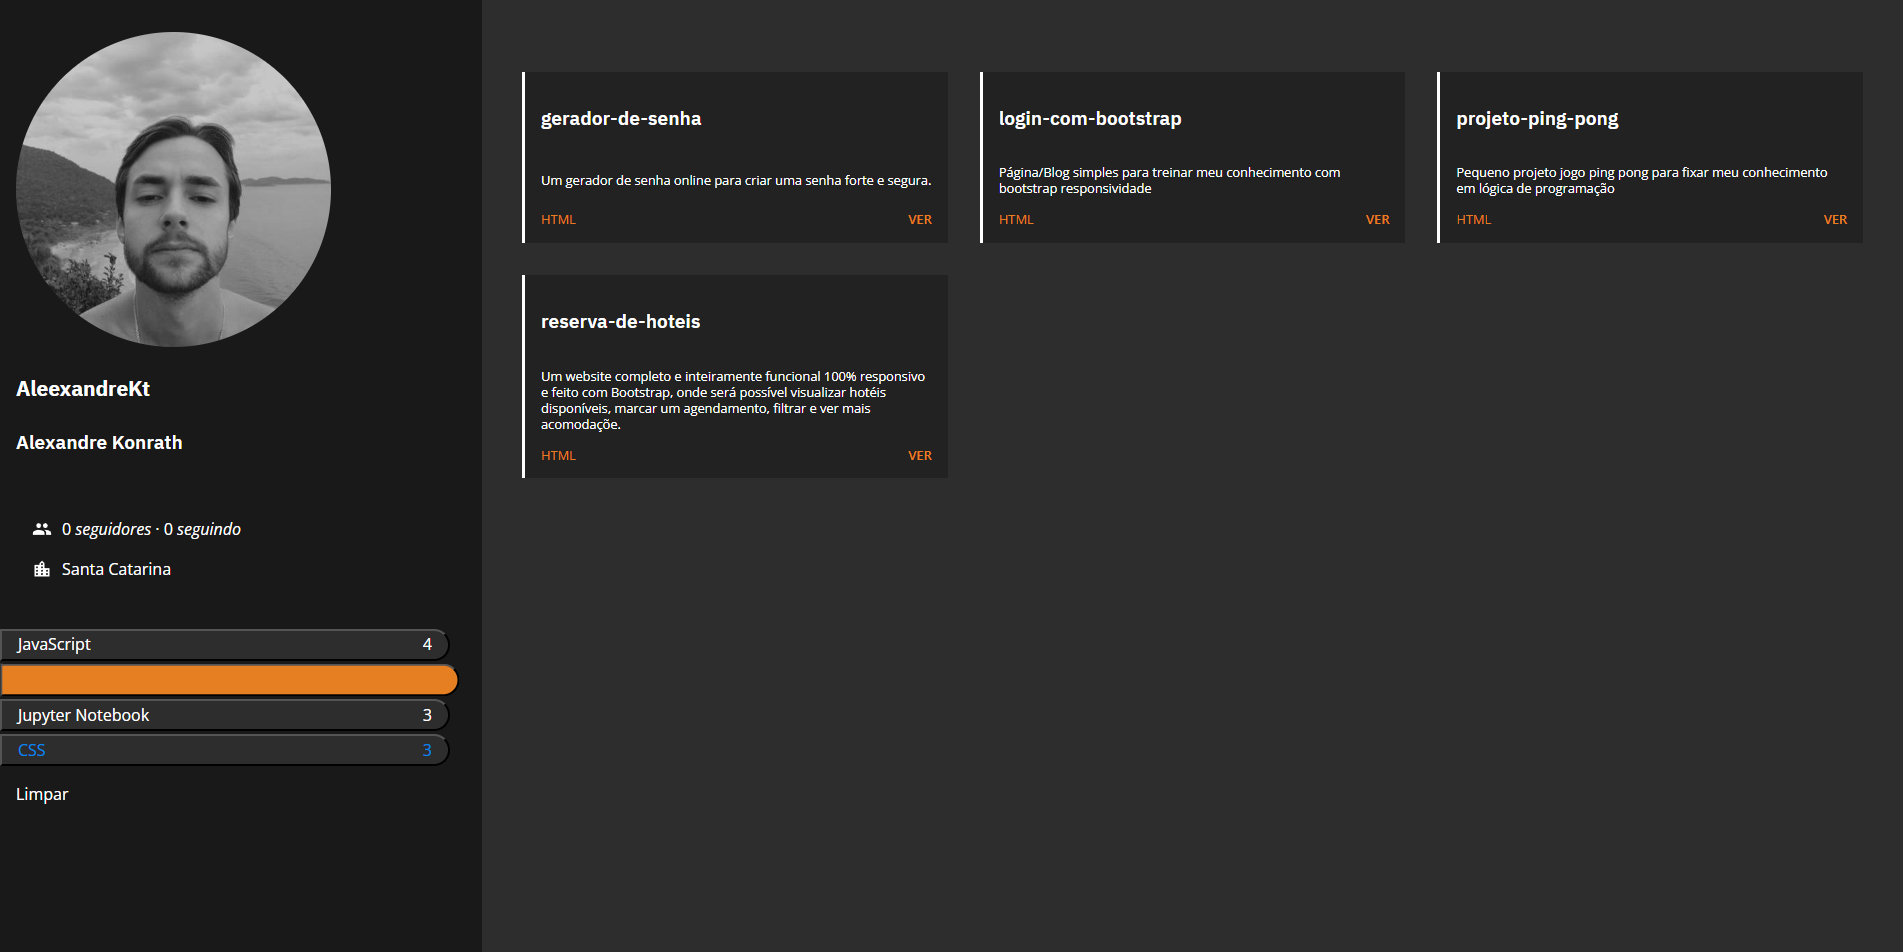 AleexandreKt
Alexandre Konrath
0 seguidores · 0 seguindo
Santa Catarina
JavaScript 4
Jupyter Notebook 3
CSS 3
Limpar
gerador-de-senha
Um gerador de senha online para criar uma senha forte e segura.
HTML VER
login-com-bootstrap
Página/Blog simples para treinar meu conhecimento com
bootstrap responsividade
HTML VER
projeto-ping-pong
Pequeno projeto jogo ping pong para fixar meu conhecimento
em lógica de programação
HTML VER
reserva-de-hoteis
Um website completo e inteiramente funcional 100% responsivo
e feito com Bootstrap, onde será possível visualizar hotéis
disponíveis, marcar um agendamento, filtrar e ver mais
acomodaçõe.
HTML VER